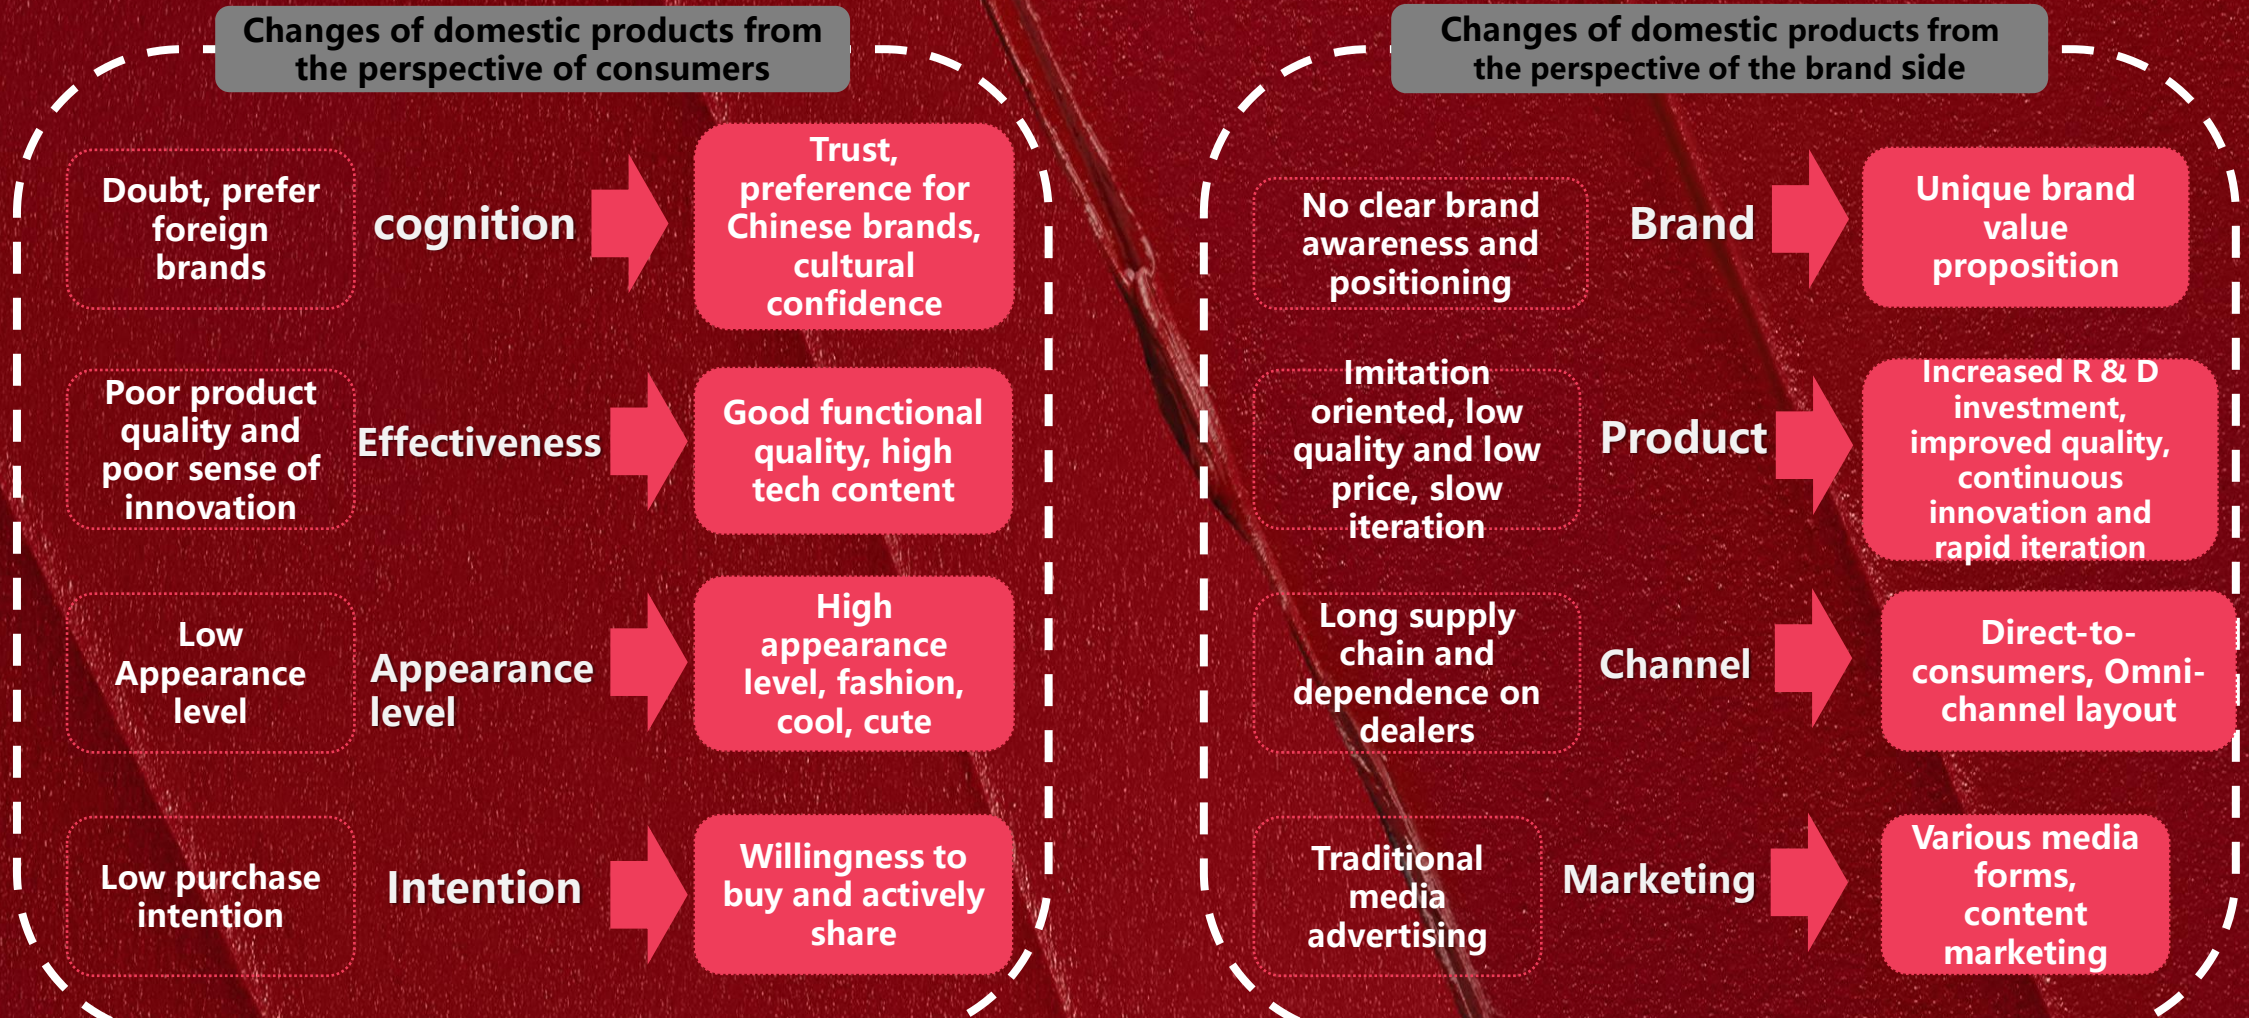 Changes of domestic products from
the perspective of consumers
Doubt, prefer
foreign
brands
cognition
Trust,
preference for
Chinese brands,
cultural
confidence
Poor product
quality and
poor sense of
innovation
Effectiveness
Good functional
quality, high
tech content
Low
Appearance
level
Appearance
level
High
appearance
level, fashion,
cool, cute
Low purchase
intention
Intention
Willingness to
buy and actively
share
Changes of domestic products from
the perspective of the brand side
No clear brand
awareness and
positioning
Brand
Unique brand
value
proposition
Imitation
oriented, low
quality and low
price, slow
iteration
Product
Increased R & D
investment,
improved quality,
continuous
innovation and
rapid iteration
Long supply
chain and
dependence on
dealers
Channel
Direct-to-
consumers, Omni-
channel layout
Traditional
media
advertising
Marketing
Various media
forms,
content
marketing